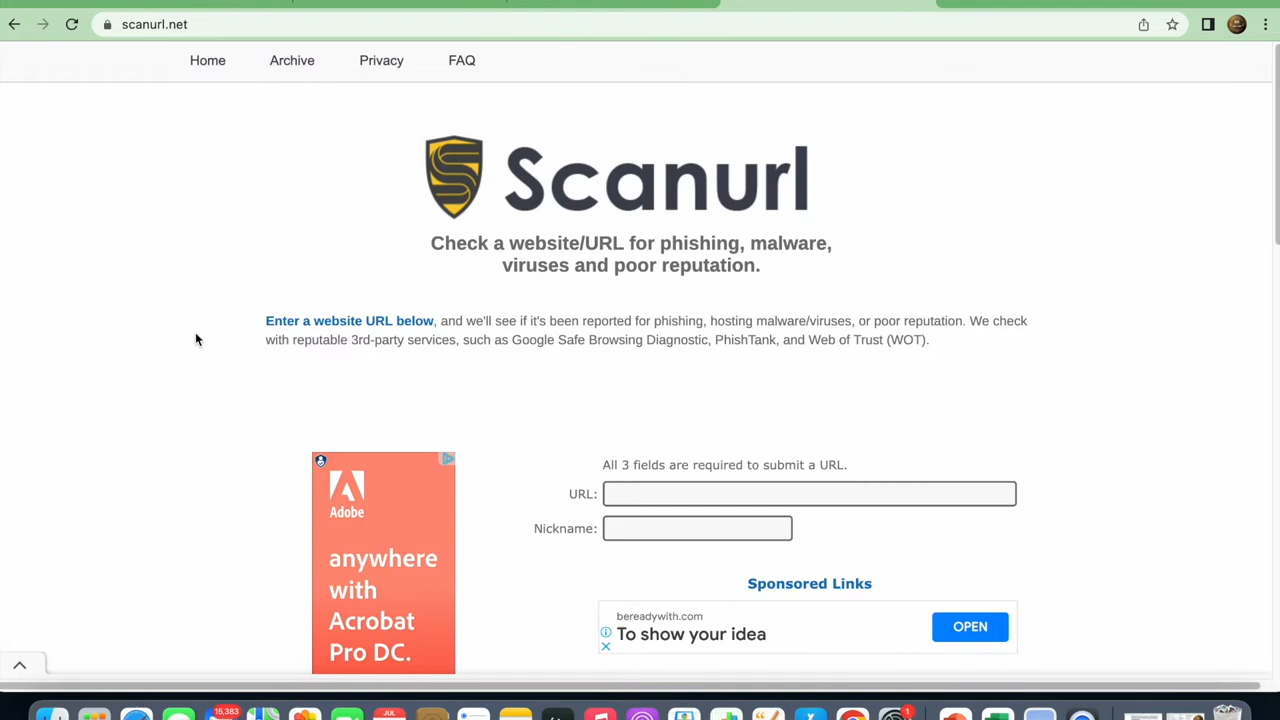 scanurl.net
Home
Archive
Privacy
FAQ
Scanurl
Check a website/URL for phishing, malware,
viruses and poor reputation.
Enter a website URL below, and we'll see if it's been reported for phishing, hosting malware/viruses, or poor reputation. We check
with reputable 3rd-party services, such as Google Safe Browsing Diagnostic, PhishTank, and Web of Trust (WOT).
Adobe
anywhere
with
Acrobat
Pro DC.
All 3 fields are required to submit a URL.
URL:
Nickname:
Sponsored Links
bereadywith.com
To show your idea
OPEN
15,383
JUL
1